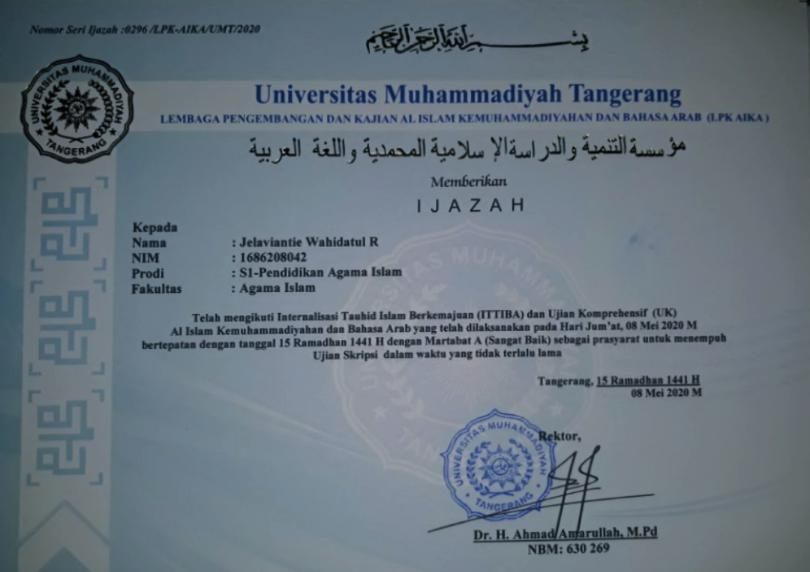 Nomor Seri Ijazah :0296 /LPK-AIKA/UMT/2020
بسم الله الرحمن الرحيم
UNIVERSITAS MUHAMMADIYAH
TANGERANG
Universitas Muhammadiyah Tangerang
LEMBAGA PENGEMBANGAN DAN KAJIAN AL ISLAM KEMUHAMMADIYAHAN DAN BAHASA ARAB (LPK AIKA )
مؤسسة التنمية والدراسة الإسلامية المحمدية واللغة العربية
Memberikan
IJAZAH
Kepada
Nama : Jelaviantie Wahidatul R
NIM : 1686208042
Prodi : S1-Pendidikan Agama Islam
Fakultas : Agama Islam
Telah mengikuti Internalisasi Tauhid Islam Berkemajuan (ITTIBA) dan Ujian Komprehensif (UK)
Al Islam Kemuhammadiyahan dan Bahasa Arab yang telah dilaksanakan pada Hari Jum'at, 08 Mei 2020 M
bertepatan dengan tanggal 15 Ramadhan 1441 H dengan Martabat A (Sangat Baik) sebagai prasyarat untuk menempuh
Ujian Skripsi dalam waktu yang tidak terlalu lama
Tangerang, 15 Ramadhan 1441 H
08 Mei 2020 M
Rektor,
UNIVERSITAS MUHAMMADIYAH
TANGERANG
Dr. H. Ahmad Amarullah, M.Pd
NBM: 630 269